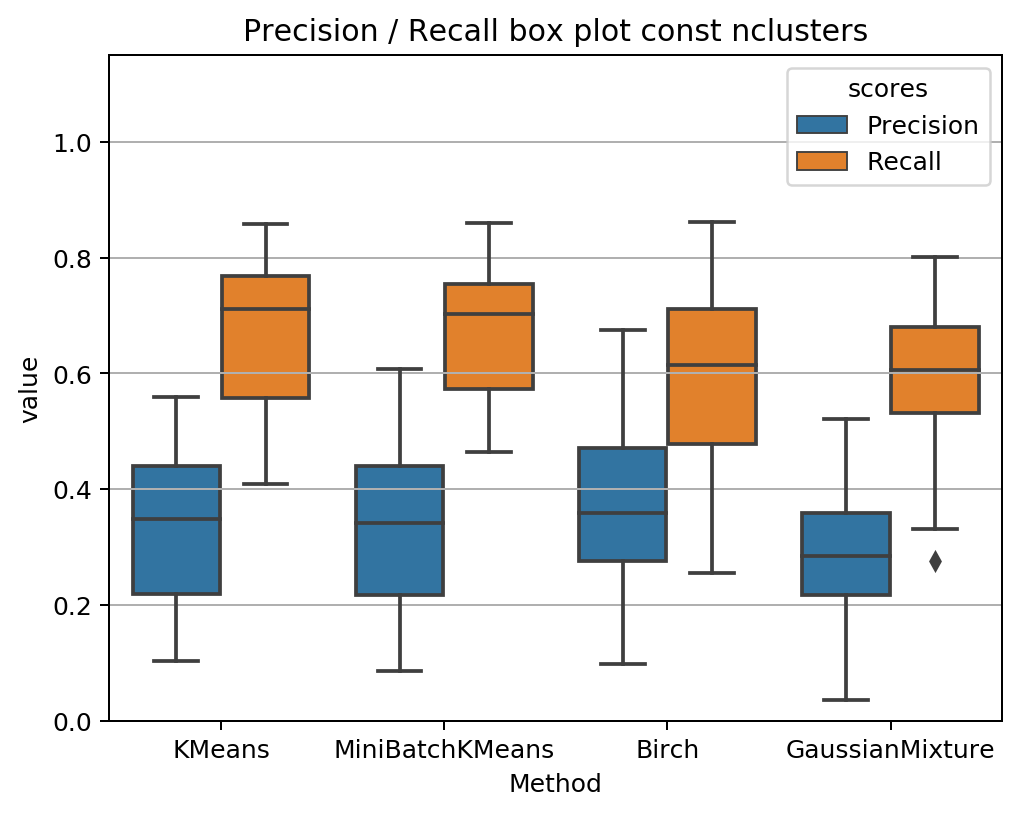 Precision / Recall box plot const nclusters
scores
Precision
Recall
1.0
0.8
0.6
0.4
0.2
0.0
value
KMeans
MiniBatchKMeans
Birch
GaussianMixture
Method